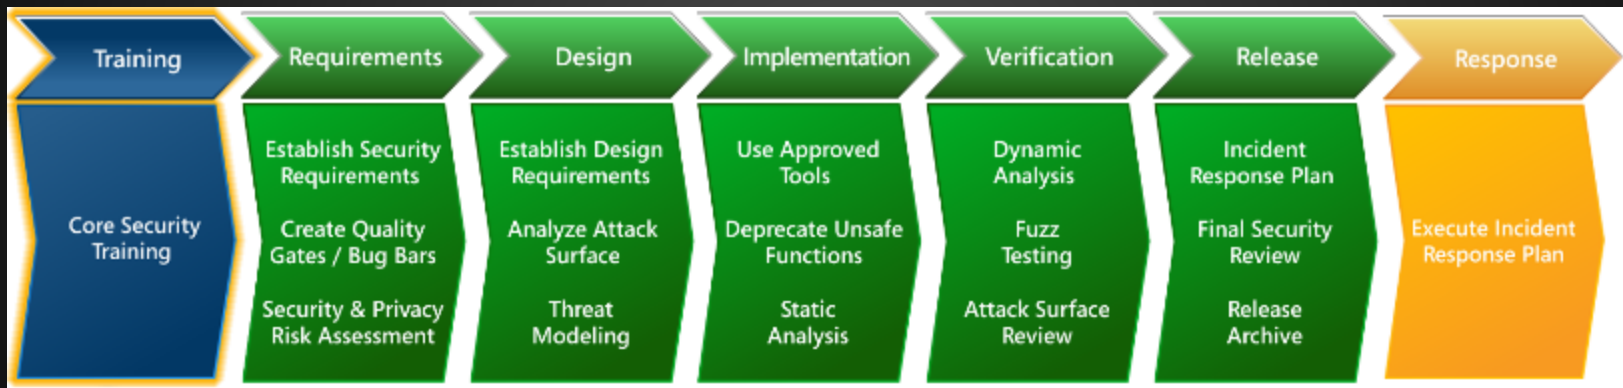 Training
Requirements
Design
Implementation
Verification
Release
Response
Core Security
Training
Establish Security
Requirements
Create Quality
Gates / Bug Bars
Security & Privacy
Risk Assessment
Establish Design
Requirements
Analyze Attack
Surface
Threat
Modeling
Use Approved
Tools
Deprecate Unsafe
Functions
Static
Analysis
Dynamic
Analysis
Fuzz
Testing
Attack Surface
Review
Incident
Response Plan
Final Security
Review
Release
Archive
Execute Incident
Response Plan